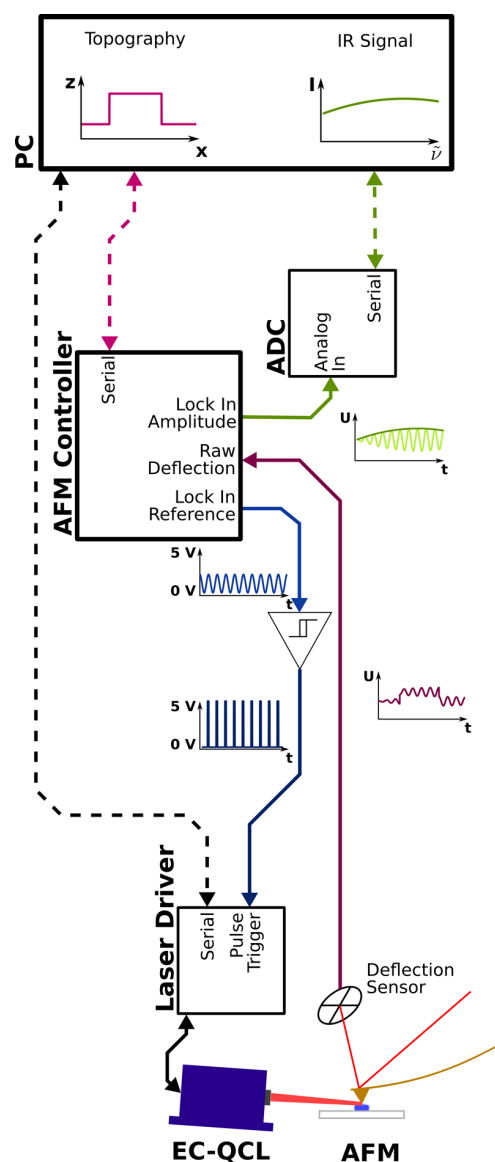 Topography
IR Signal
z
x
I
ν̃
PC
Serial
Analog
In
ADC
Serial
AFM Controller
Lock In
Amplitude
Raw
Deflection
Lock In
Reference
U
t
5 V
0 V
t
U
t
5 V
0 V
t
Laser Driver
Serial
Pulse
Trigger
Deflection
Sensor
EC-QCL
AFM